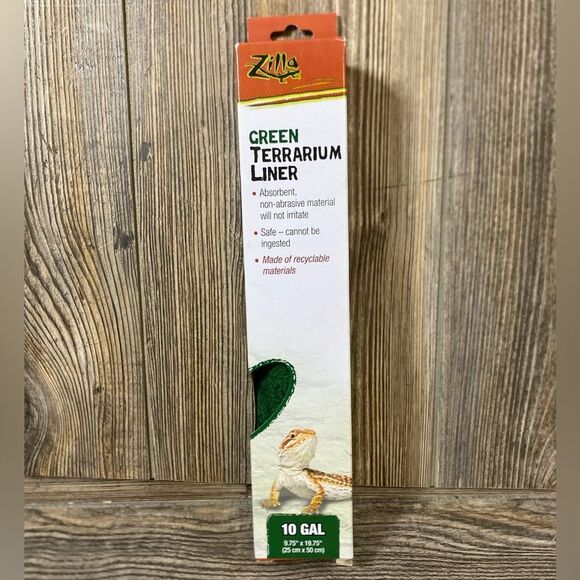 Zilla
GREEN
TERRARIUM
LINER
• Absorbent,
non-abrasive material
will not irritate
• Safe – cannot be
ingested
• Made of recyclable
materials
10 GAL
9.75" x 19.75"
(25 cm x 50 cm)